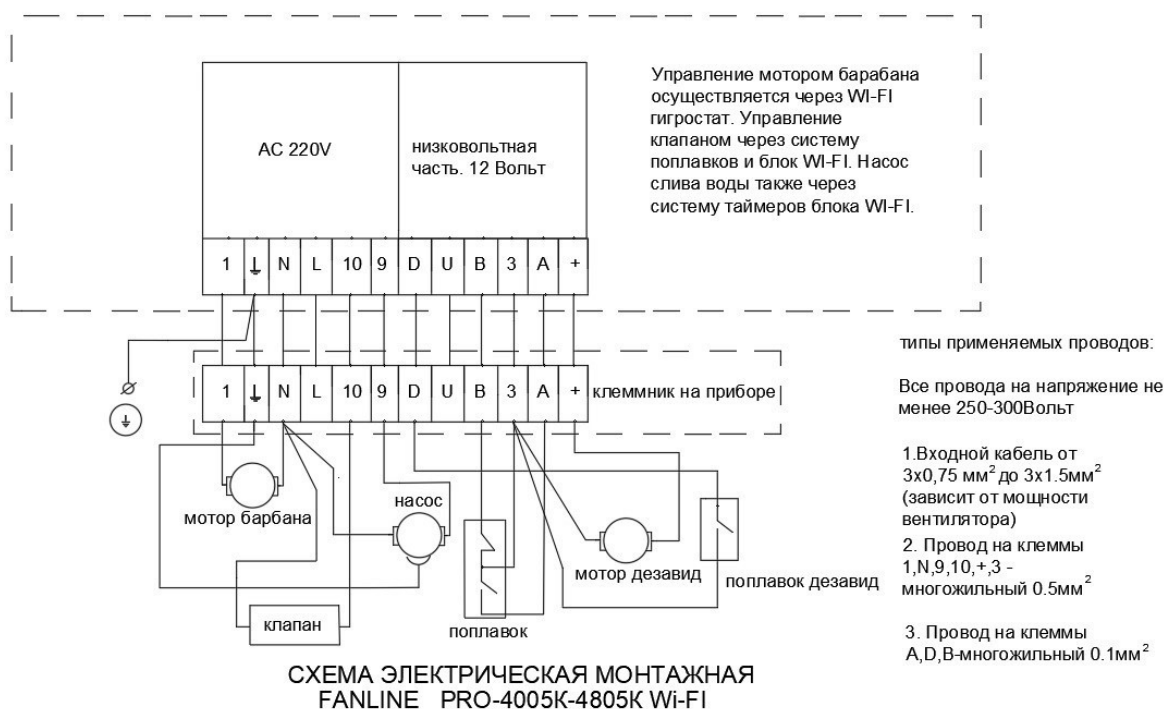 AC 220V
низковольтная
часть. 12 Вольт
Управление мотором барабана
осуществляется через WI-FI
гигростат. Управление
клапаном через систему
поплавков и блок WI-FI. Насос
слива воды также через
систему таймеров блока WI-FI.
1 N L 10 9 D U B 3 A +
1 N L 10 9 D U B 3 A +
клеммник на приборе
мотор барбана
насос
клапан
поплавок
мотор дезавид
поплавок дезавид
типы применяемых проводов:
Все провода на напряжение не
менее 250-300Вольт
1.Входной кабель от
3х0,75 мм² до 3х1.5мм²
(зависит от мощности
вентилятора)
2. Провод на клеммы
1,N,9,10,+,3 -
многожильный 0.5мм²
3. Провод на клеммы
A,D,B-многожильный 0.1мм²
СХЕМА ЭЛЕКТРИЧЕСКАЯ МОНТАЖНАЯ
FANLINE PRO-4005К-4805К Wi-FI